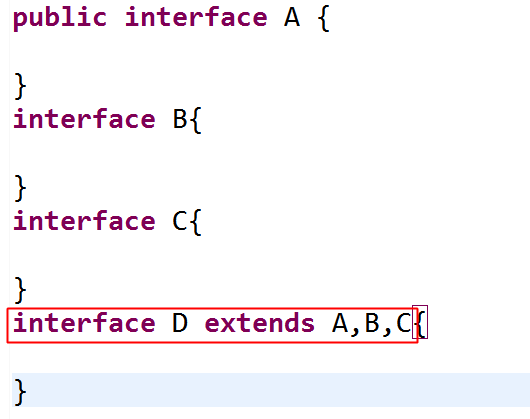 public interface A {
}
interface B{
}
interface C{
}
interface D extends A,B,C{
}